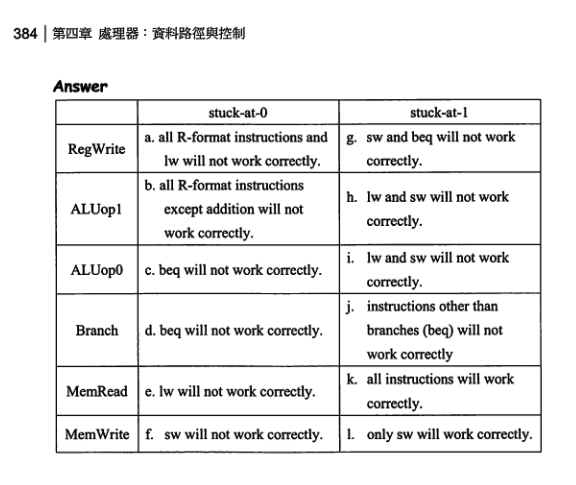 384 | 第四章 處理器：資料路徑與控制
Answer
stuck-at-0 stuck-at-1
RegWrite a. all R-format instructions and lw will not work correctly. g. sw and beq will not work correctly.
ALUop1 b. all R-format instructions except addition will not work correctly. h. lw and sw will not work correctly.
ALUop0 c. beq will not work correctly. i. lw and sw will not work correctly.
Branch d. beq will not work correctly. j. instructions other than branches (beq) will not work correctly
MemRead e. lw will not work correctly. k. all instructions will work correctly.
MemWrite f. sw will not work correctly. l. only sw will work correctly.